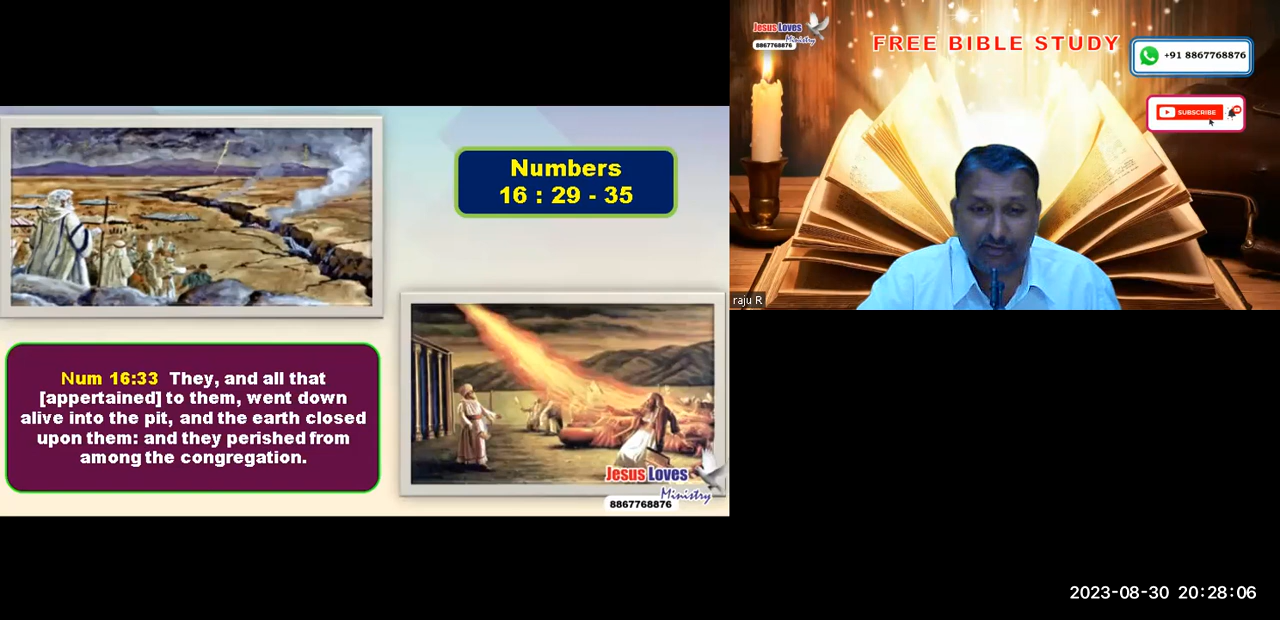 Numbers
16 : 29 - 35
Num 16:33 They, and all that
[appertained] to them, went down
alive into the pit, and the earth closed
upon them: and they perished from
among the congregation.
Jesus Loves
Ministry
8867768876
Jesus Loves
Ministry
8867768876
FREE BIBLE STUDY
+91 8867768876
SUBSCRIBE
raju R
2023-08-30 20:28:06